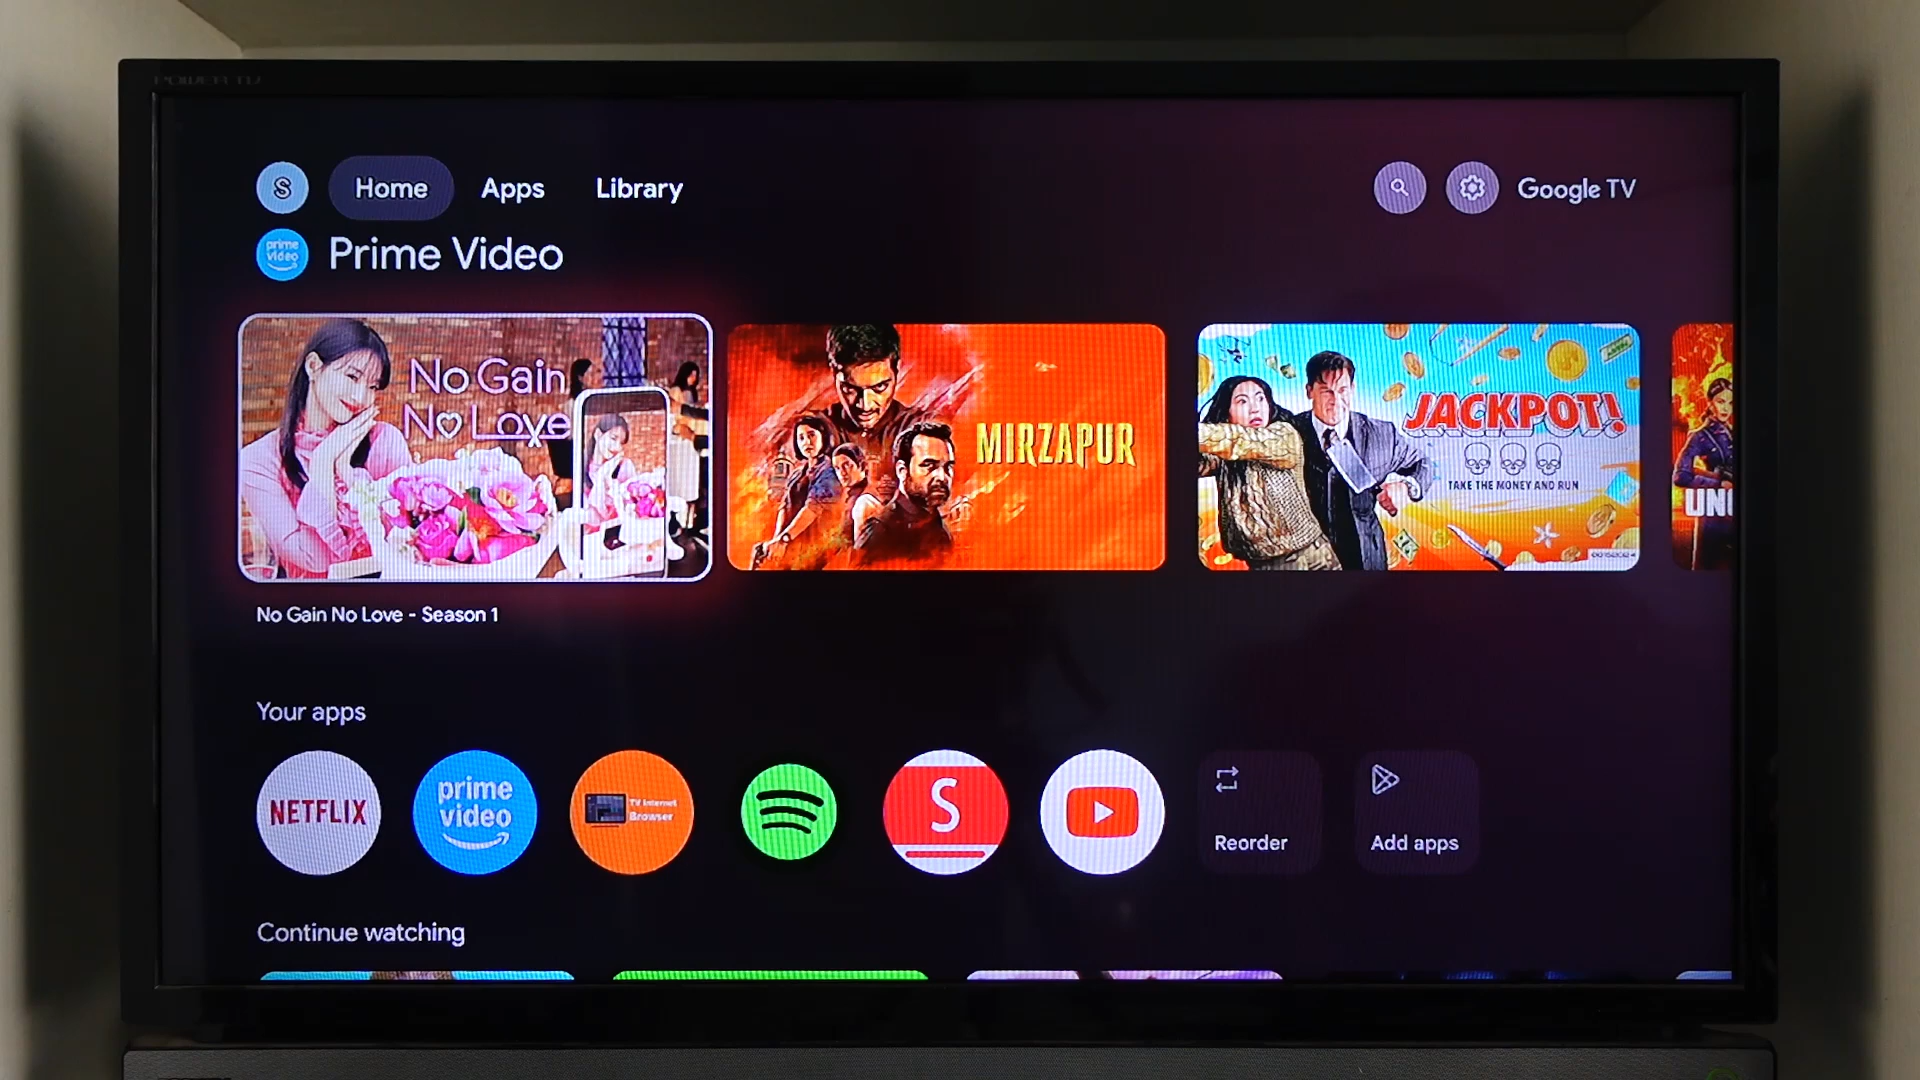 POWER TV
S
Home
Apps
Library
Google TV
prime
video
Prime Video
No Gain
No Love
MIRZAPUR
JACKPOT!
TAKE THE MONEY AND RUN
No Gain No Love - Season 1
Your apps
NETFLIX
prime
video
TV Internet
Browser
S
Reorder
Add apps
Continue watching